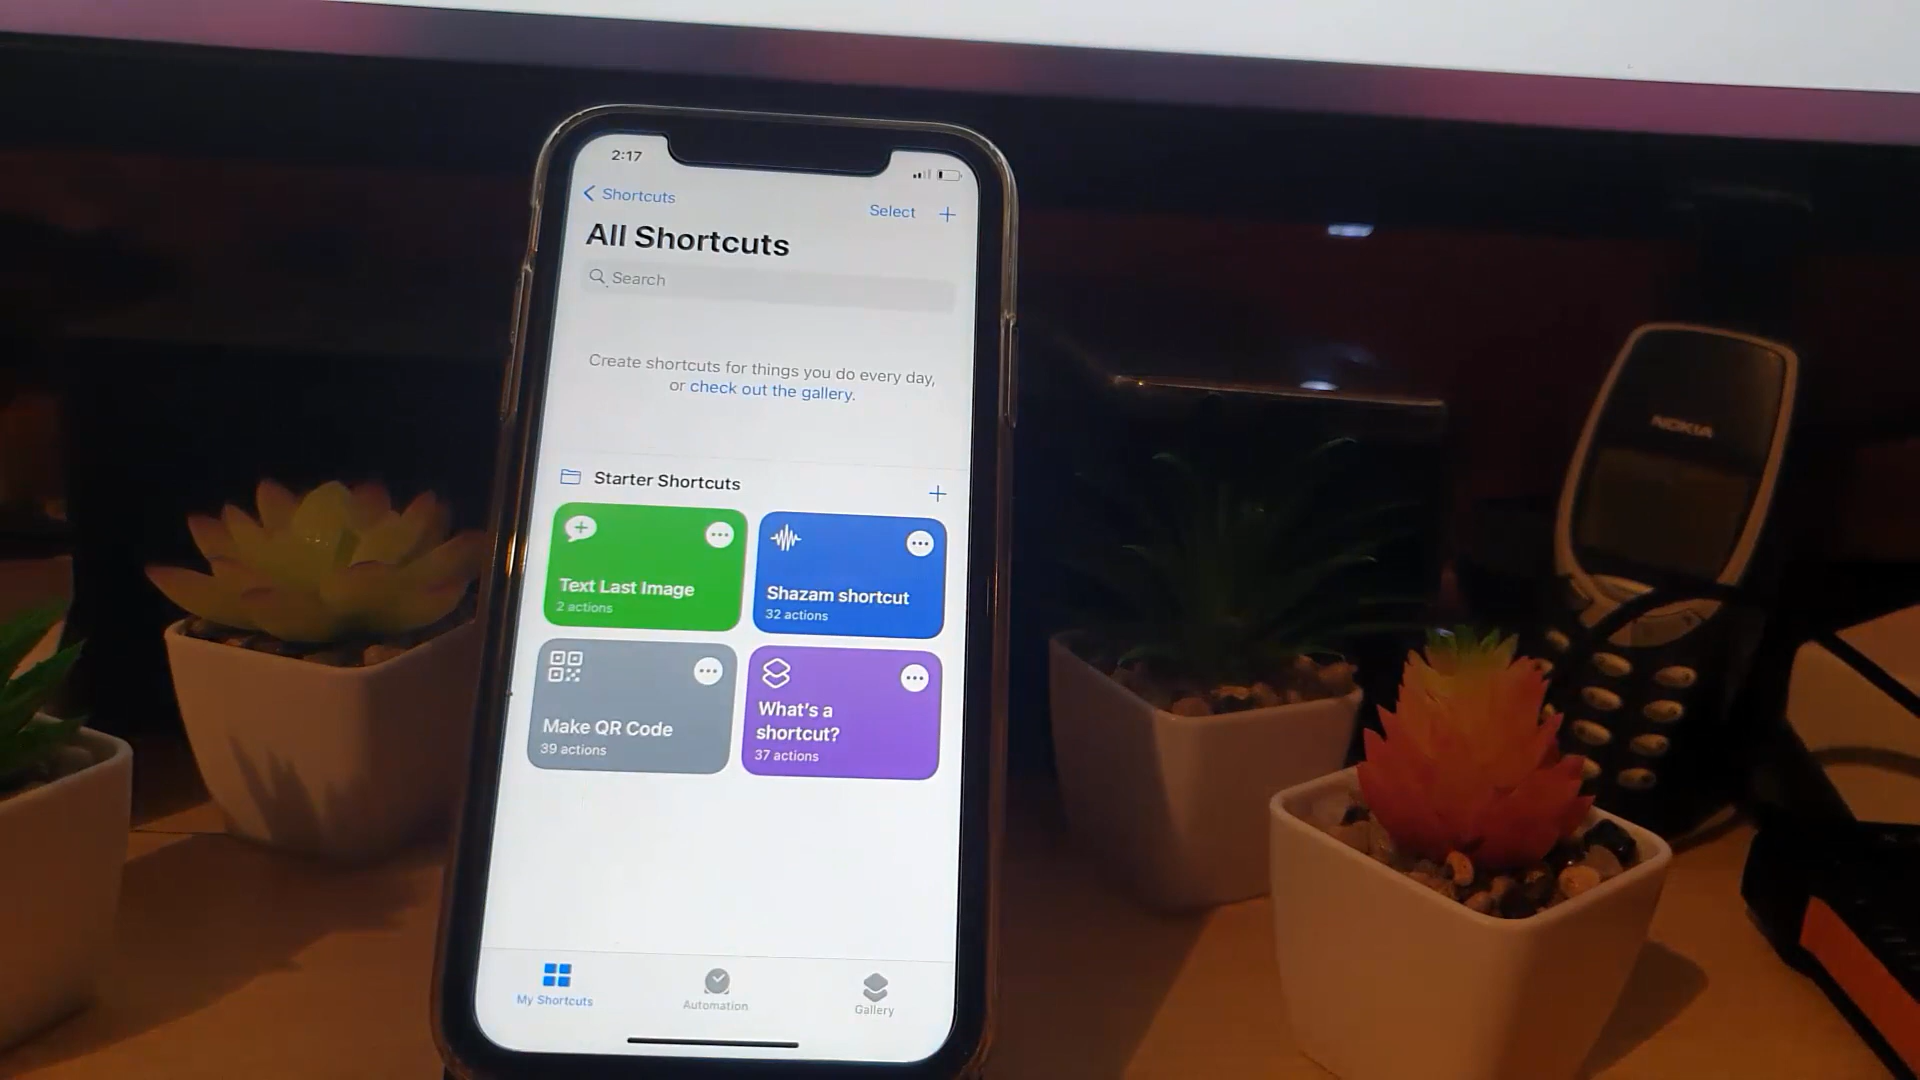 2:17
Shortcuts
Select +
All Shortcuts
Search
Create shortcuts for things you do every day,
or check out the gallery.
Starter Shortcuts +
Text Last Image
2 actions
Shazam shortcut
32 actions
Make QR Code
39 actions
What's a
shortcut?
37 actions
My Shortcuts
Automation
Gallery
NOKIA